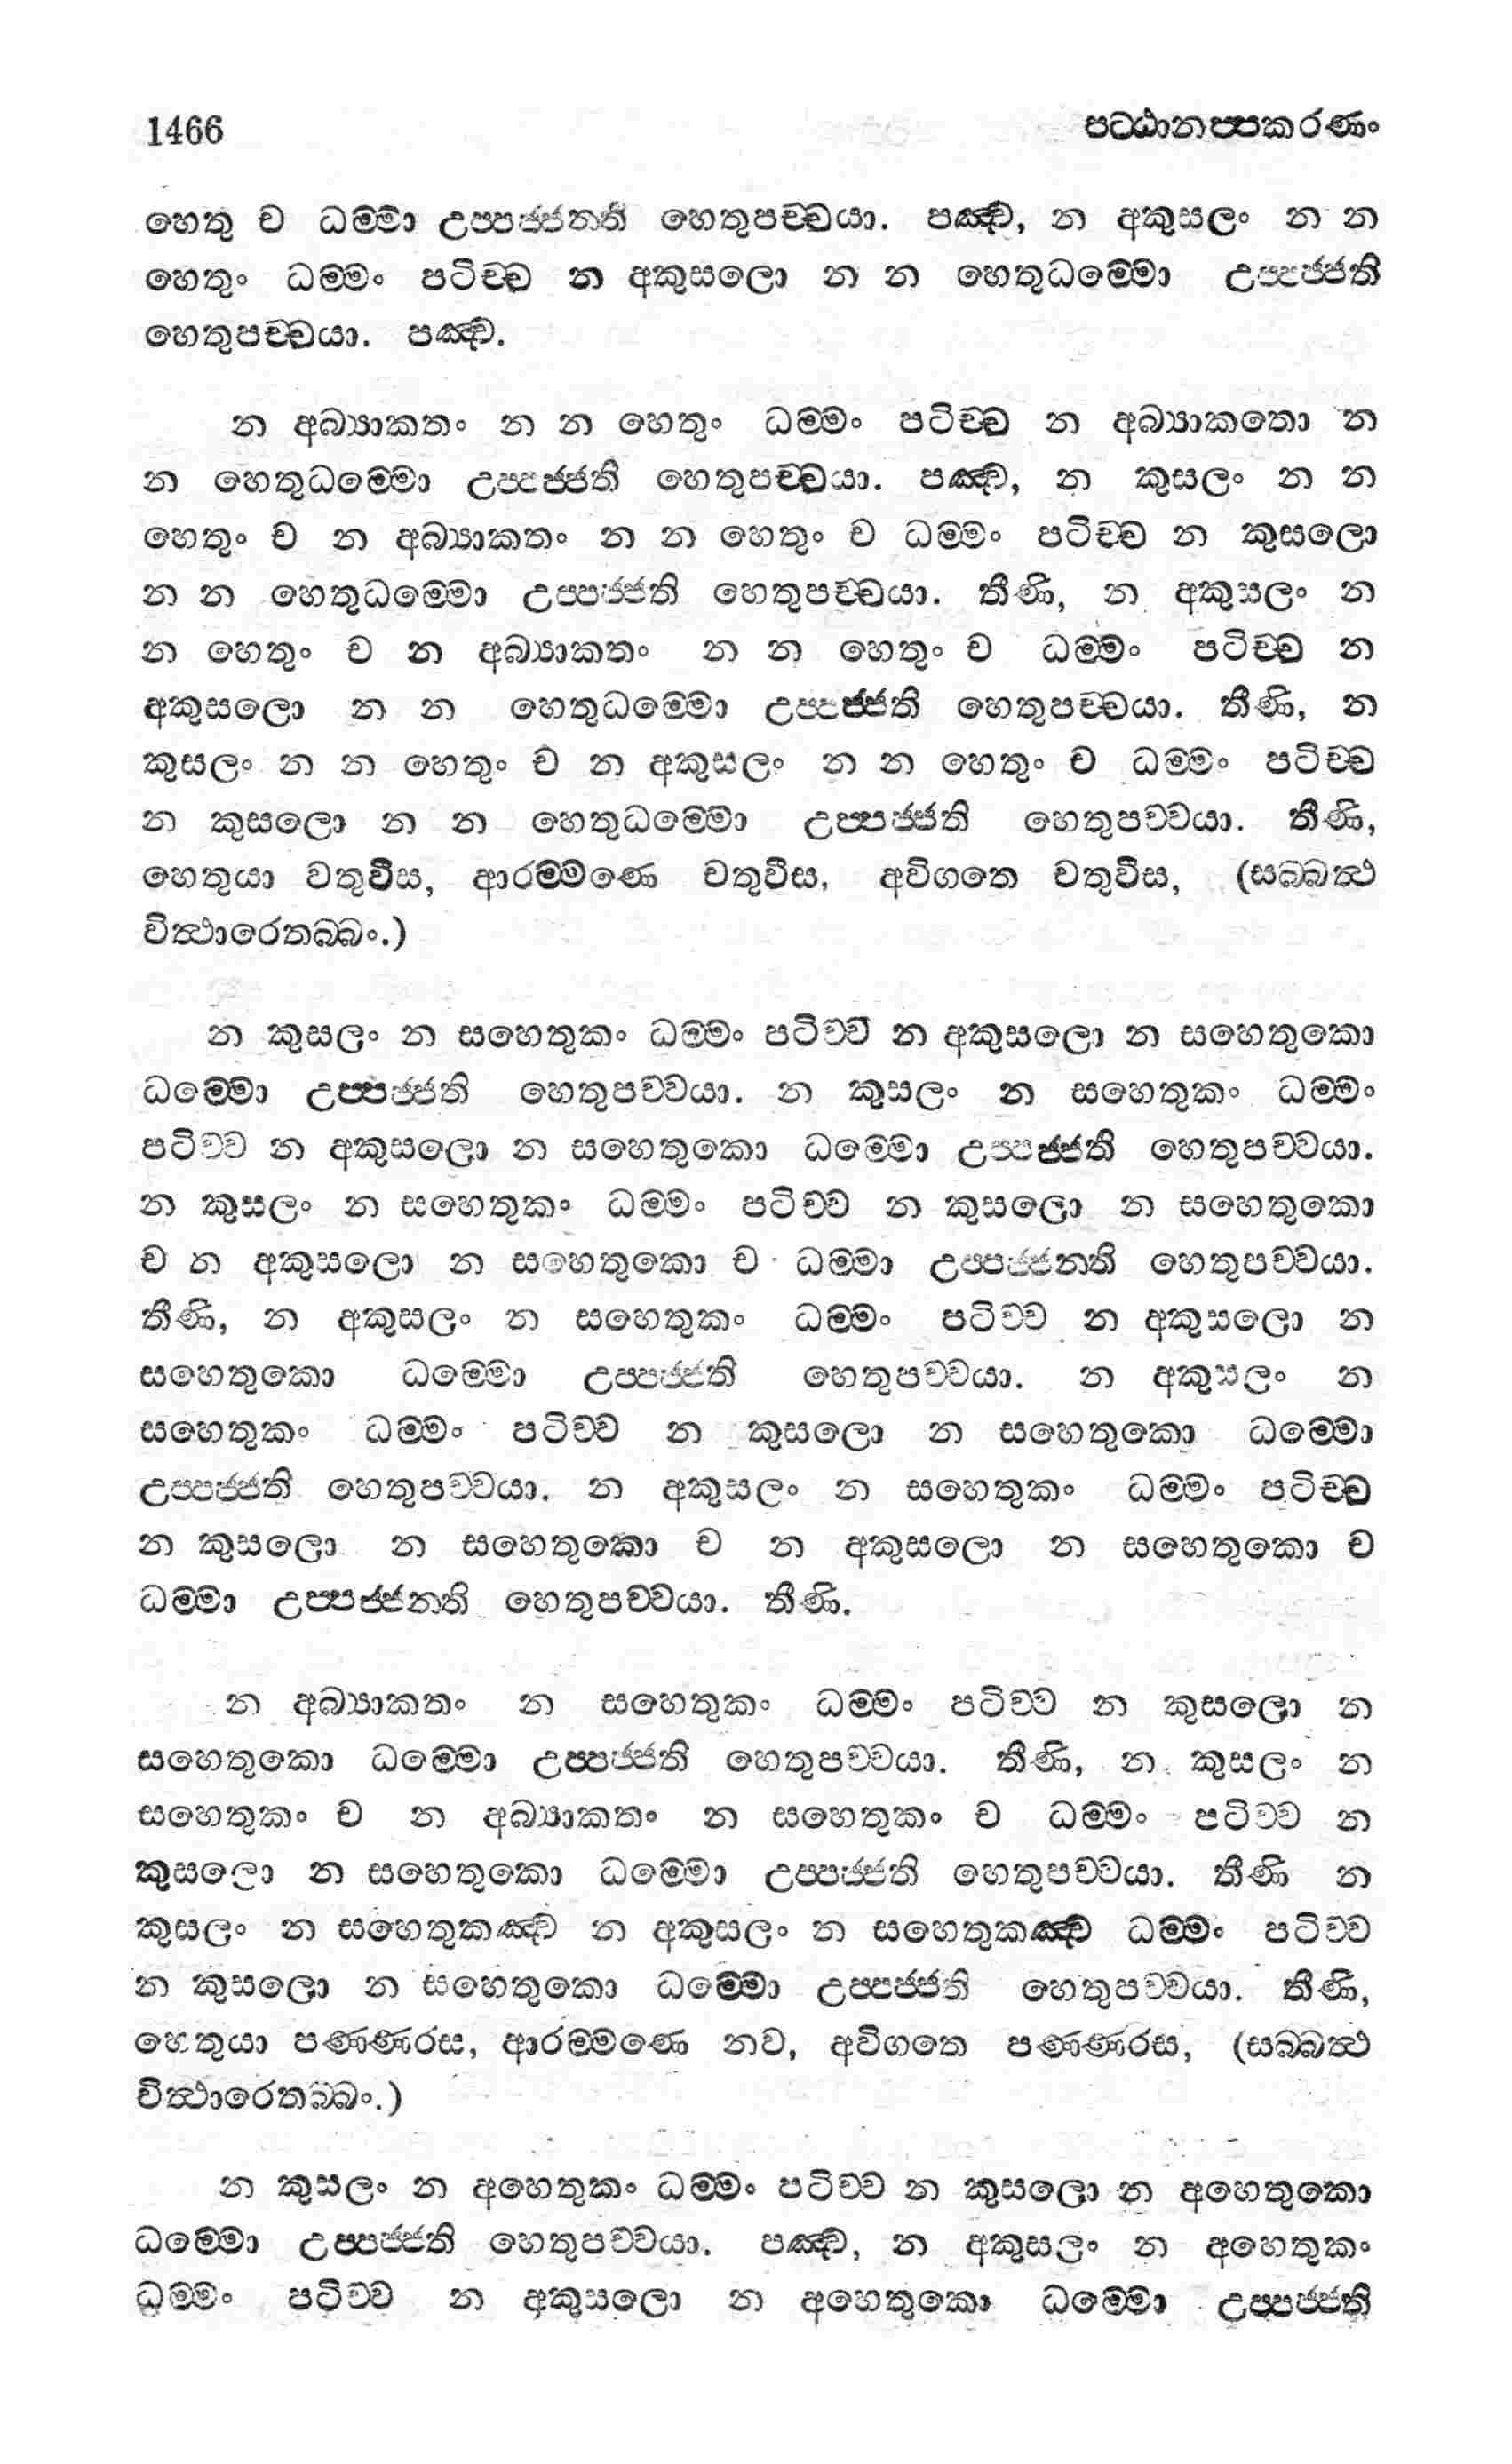 1466 පට්ඨානප්පකරණං
හෙතු ච ධම්මා උප්පජ්ජන්ති හෙතුපච්චයා. පඤ්ච, න අකුසලං න න
හෙතුං ධම්මං පටිච්ච න අකුසලො න න හෙතුධම්මො උප්පජ්ජති
හෙතුපච්චයා. පඤ්ච.
න අබ්‍යාකතං න න හෙතුං ධම්මං පටිච්ච න අබ්‍යාකතො න
න හෙතුධම්මො උප්පජ්ජති හෙතුපච්චයා. පඤ්ච, න කුසලං න න
හෙතුං ච න අබ්‍යාකතං න න හෙතුං ච ධම්මං පටිච්ච න කුසලො
න න හෙතුධම්මො උප්පජ්ජති හෙතුපච්චයා. තීණි, න අකුසලං න
න හෙතුං ච න අබ්‍යාකතං න න හෙතුං ච ධම්මං පටිච්ච න
අකුසලො න න හෙතුධම්මො උප්පජ්ජති හෙතුපච්චයා. තීණි, න
කුසලං න න හෙතුං ච න අකුසලං න න හෙතුං ච ධම්මං පටිච්ච
න කුසලො න න හෙතුධම්මො උප්පජ්ජති හෙතුපච්චයා. තීණි,
හෙතුයා චතුවීස, ආරම්මණෙ චතුවීස, අවිගතෙ චතුවීස, (සබ්බත්‍ථ
විත්‍ථාරෙතබ්බං.)
න කුසලං න සහෙතුකං ධම්මං පටිච්ච න අකුසලො න සහෙතුකො
ධම්මො උප්පජ්ජති හෙතුපච්චයා. න කුසලං න සහෙතුකං ධම්මං
පටිච්ච න අකුසලො න සහෙතුකො ධම්මො උප්පජ්ජති හෙතුපච්චයා.
න කුසලං න සහෙතුකං ධම්මං පටිච්ච න කුසලො න සහෙතුකො
ච න අකුසලො න සහෙතුකො ච ධම්මා උප්පජ්ජන්ති හෙතුපච්චයා.
තීණි, න අකුසලං න සහෙතුකං ධම්මං පටිච්ච න අකුසලො න
සහෙතුකො ධම්මො උප්පජ්ජති හෙතුපච්චයා. න අකුසලං න
සහෙතුකං ධම්මං පටිච්ච න කුසලො න සහෙතුකො ධම්මො
උප්පජ්ජති හෙතුපච්චයා. න අකුසලං න සහෙතුකං ධම්මං පටිච්ච
න කුසලො න සහෙතුකො ච න අකුසලො න සහෙතුකො ච
ධම්මා උප්පජ්ජන්ති හෙතුපච්චයා. තීණි.
න අබ්‍යාකතං න සහෙතුකං ධම්මං පටිච්ච න කුසලො න
සහෙතුකො ධම්මො උප්පජ්ජති හෙතුපච්චයා. තීණි, න කුසලං න
සහෙතුකං ච න අබ්‍යාකතං න සහෙතුකං ච ධම්මං පටිච්ච න
කුසලො න සහෙතුකො ධම්මො උප්පජ්ජති හෙතුපච්චයා. තීණි න
කුසලං න සහෙතුකඤ්ච න අකුසලං න සහෙතුකඤ්ච ධම්මං පටිච්ච
න කුසලො න සහෙතුකො ධම්මො උප්පජ්ජති හෙතුපච්චයා. තීණි,
හෙතුයා පණ්ණරස, ආරම්මණෙ නව, අවිගතෙ පණ්ණරස, (සබ්බත්‍ථ
විත්‍ථාරෙතබ්බං.)
න කුසලං න අහෙතුකං ධම්මං පටිච්ච න කුසලො න අහෙතුකො
ධම්මො උප්පජ්ජති හෙතුපච්චයා. පඤ්ච, න අකුසලං න අහෙතුකං
ධම්මං පටිච්ච න අකුසලො න අහෙතුකො ධම්මො උප්පජ්ජති